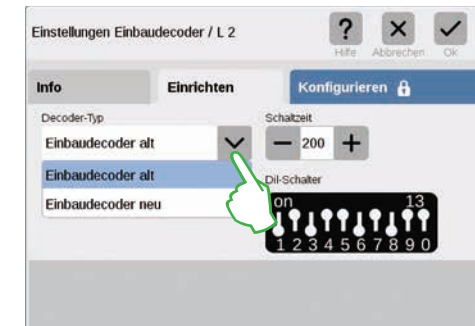 Einstellungen Einbaudecoder / L 2
?
Hilfe
Abbrechen
Ok
Info
Einrichten
Konfigurieren
Decoder-Typ
Schaltzeit
Einbaudecoder alt
200
Einbaudecoder alt
Einbaudecoder neu
Dil-Schalter
on 13
1 2 3 4 5 6 7 8 9 0